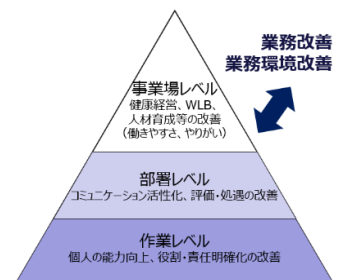 業務改善
業務環境改善
事業場レベル
健康経営、WLB、
人材育成等の改善
（働きやすさ、やりがい）
部署レベル
コミュニケーション活性化、評価・処遇の改善
作業レベル
個人の能力向上、役割・責任明確化の改善